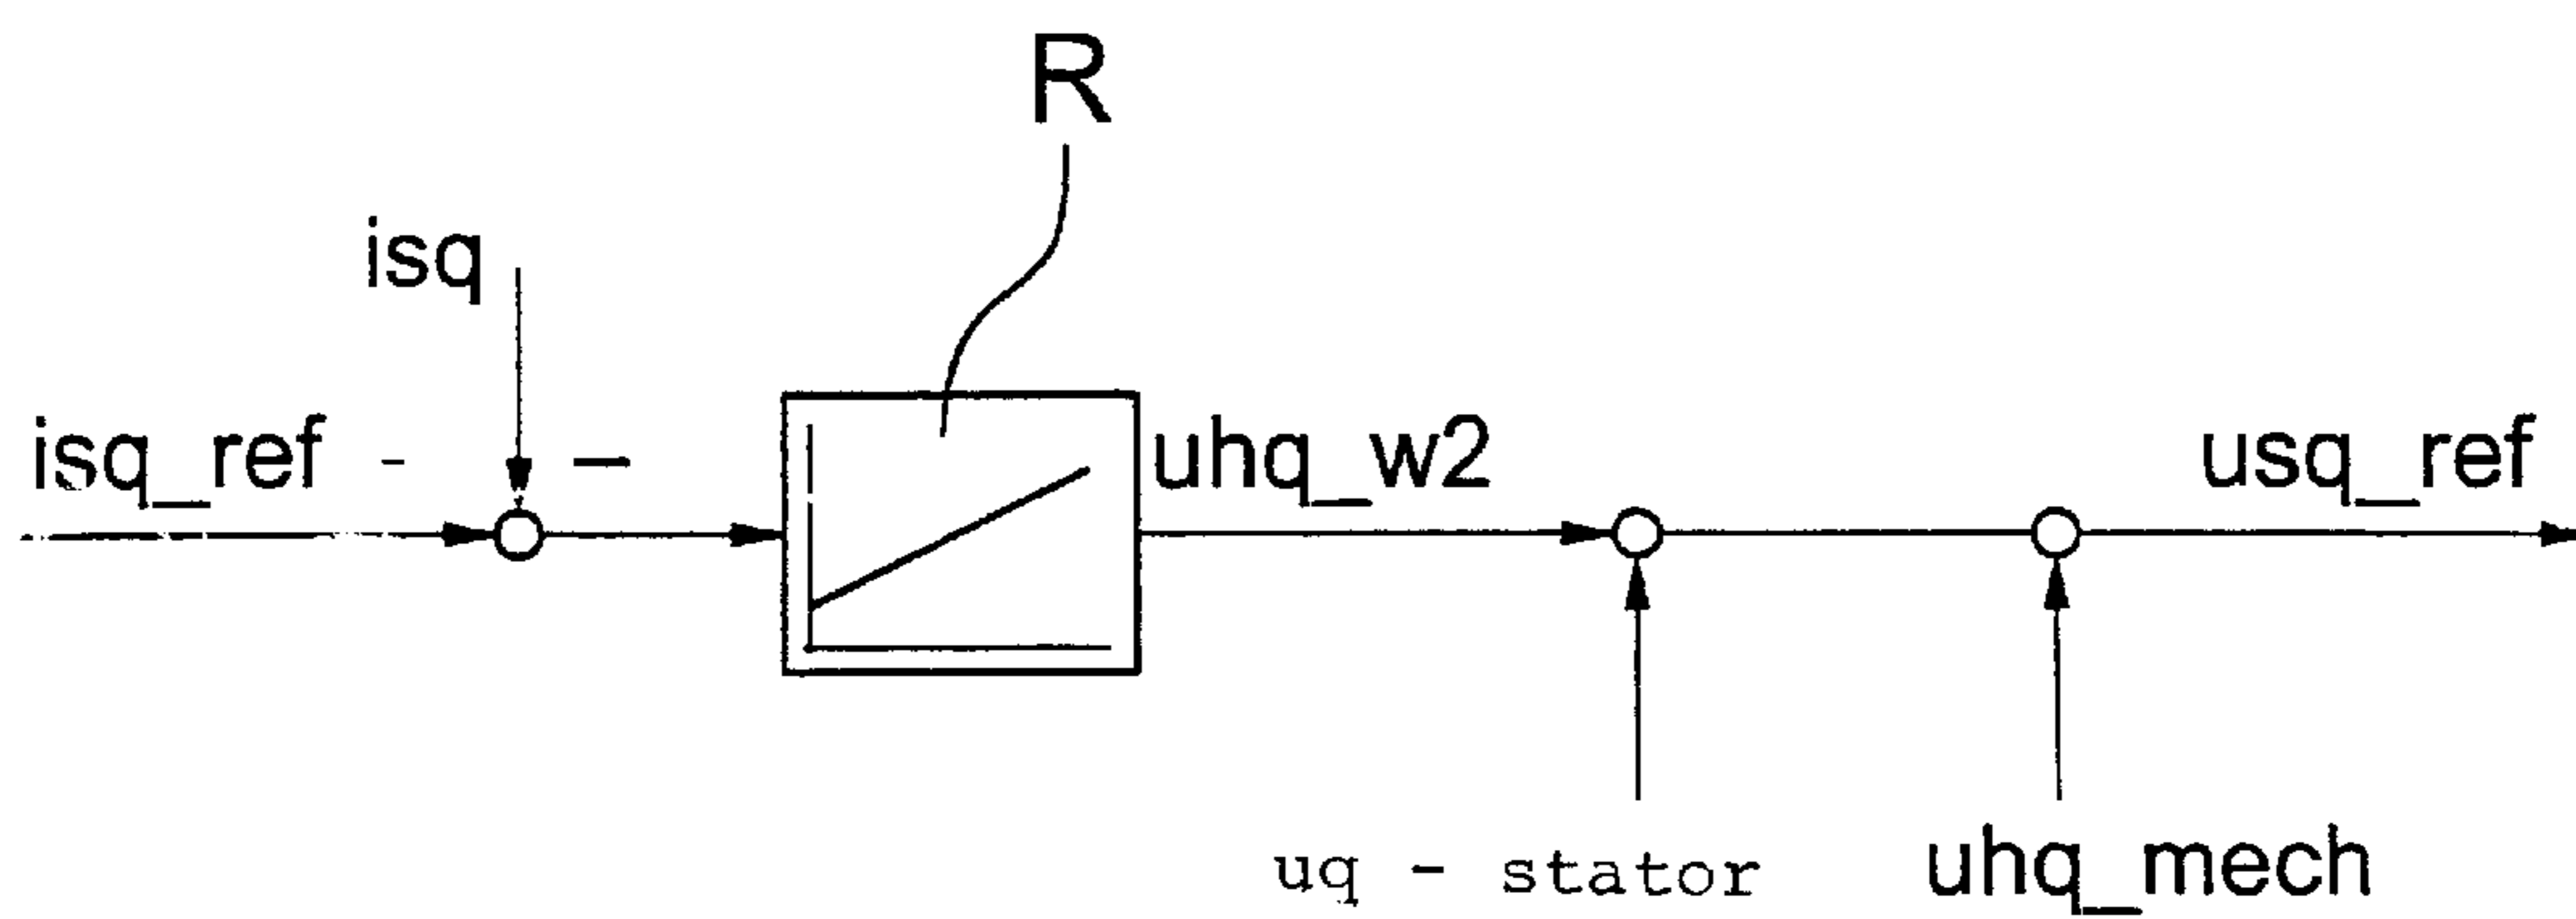 R
isq
isq_ref - –
uhq_w2
usq_ref
uq - stator
uhq_mech